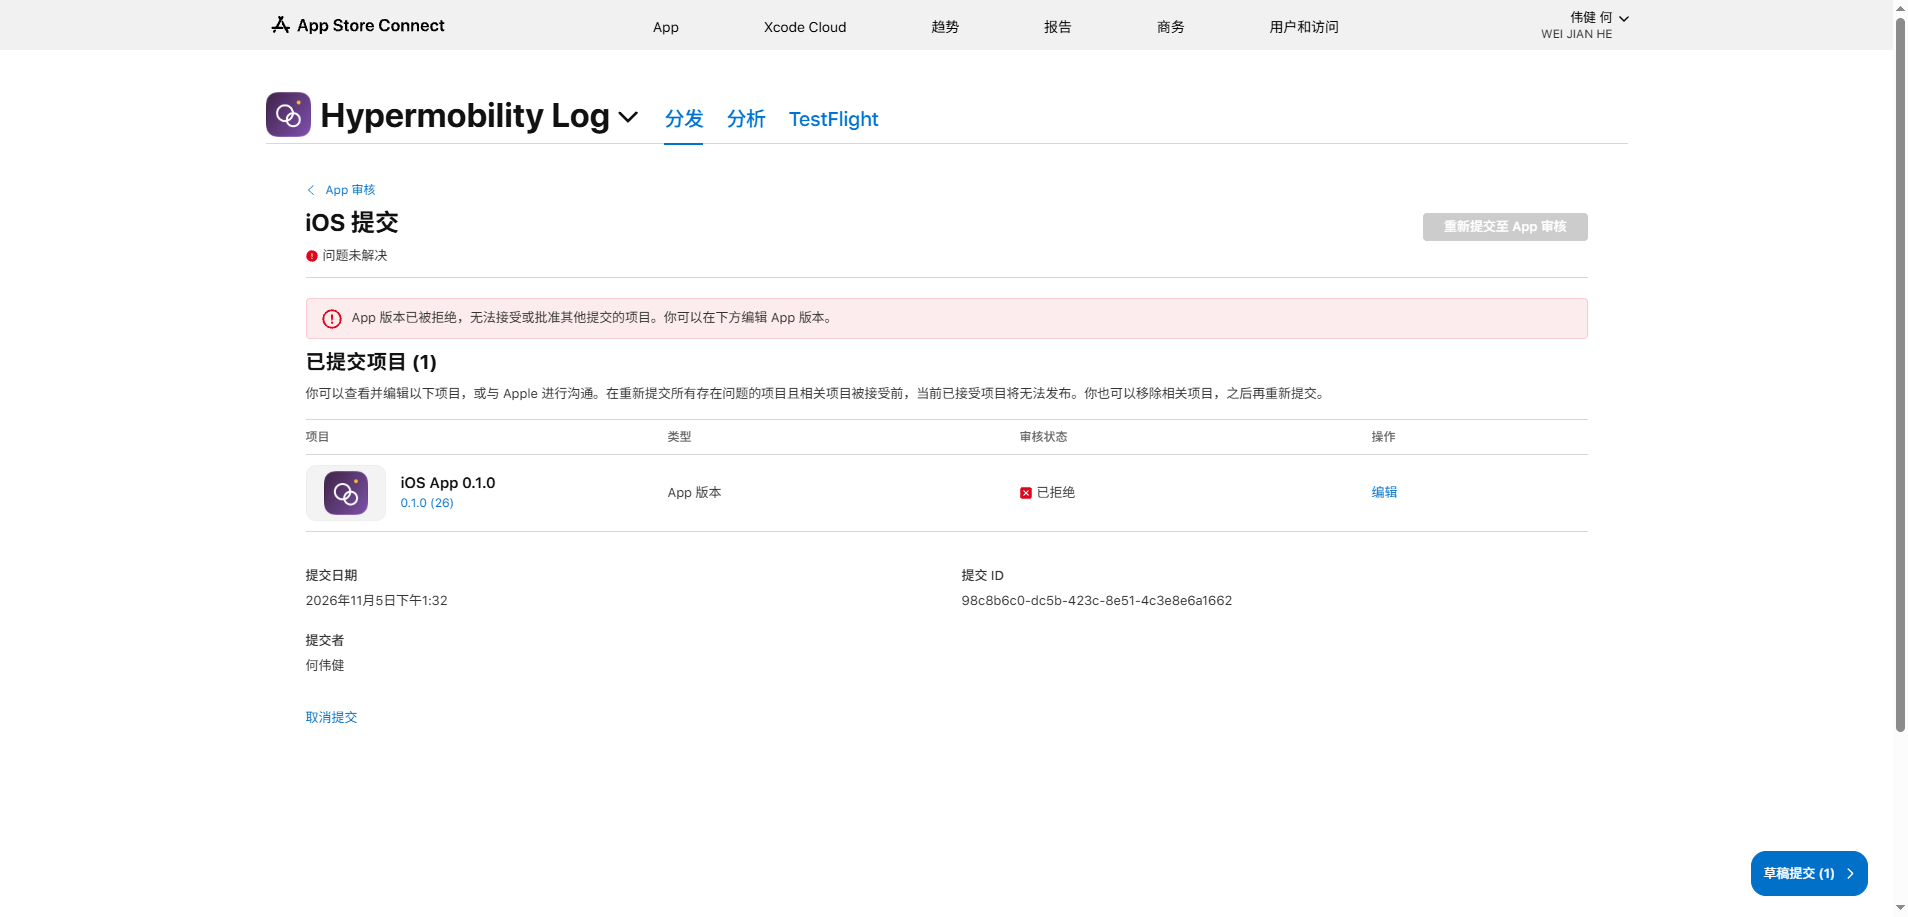 App Store Connect
App
Xcode Cloud
趋势
报告
商务
用户和访问
伟健 何
WEI JIAN HE
Hypermobility Log
分发
分析
TestFlight
App 审核
iOS 提交
重新提交至 App 审核
问题未解决
App 版本已被拒绝，无法接受或批准其他提交的项目。你可以在下方编辑 App 版本。
已提交项目 (1)
你可以查看并编辑以下项目，或与 Apple 进行沟通。在重新提交所有存在问题的项目且相关项目被接受前，当前已接受项目将无法发布。你也可以移除相关项目，之后再重新提交。
项目
类型
审核状态
操作
iOS App 0.1.0
0.1.0 (26)
App 版本
已拒绝
编辑
提交日期
2026年11月5日下午1:32
提交 ID
98c8b6c0-dc5b-423c-8e51-4c3e8e6a1662
提交者
何伟健
取消提交
草稿提交 (1)